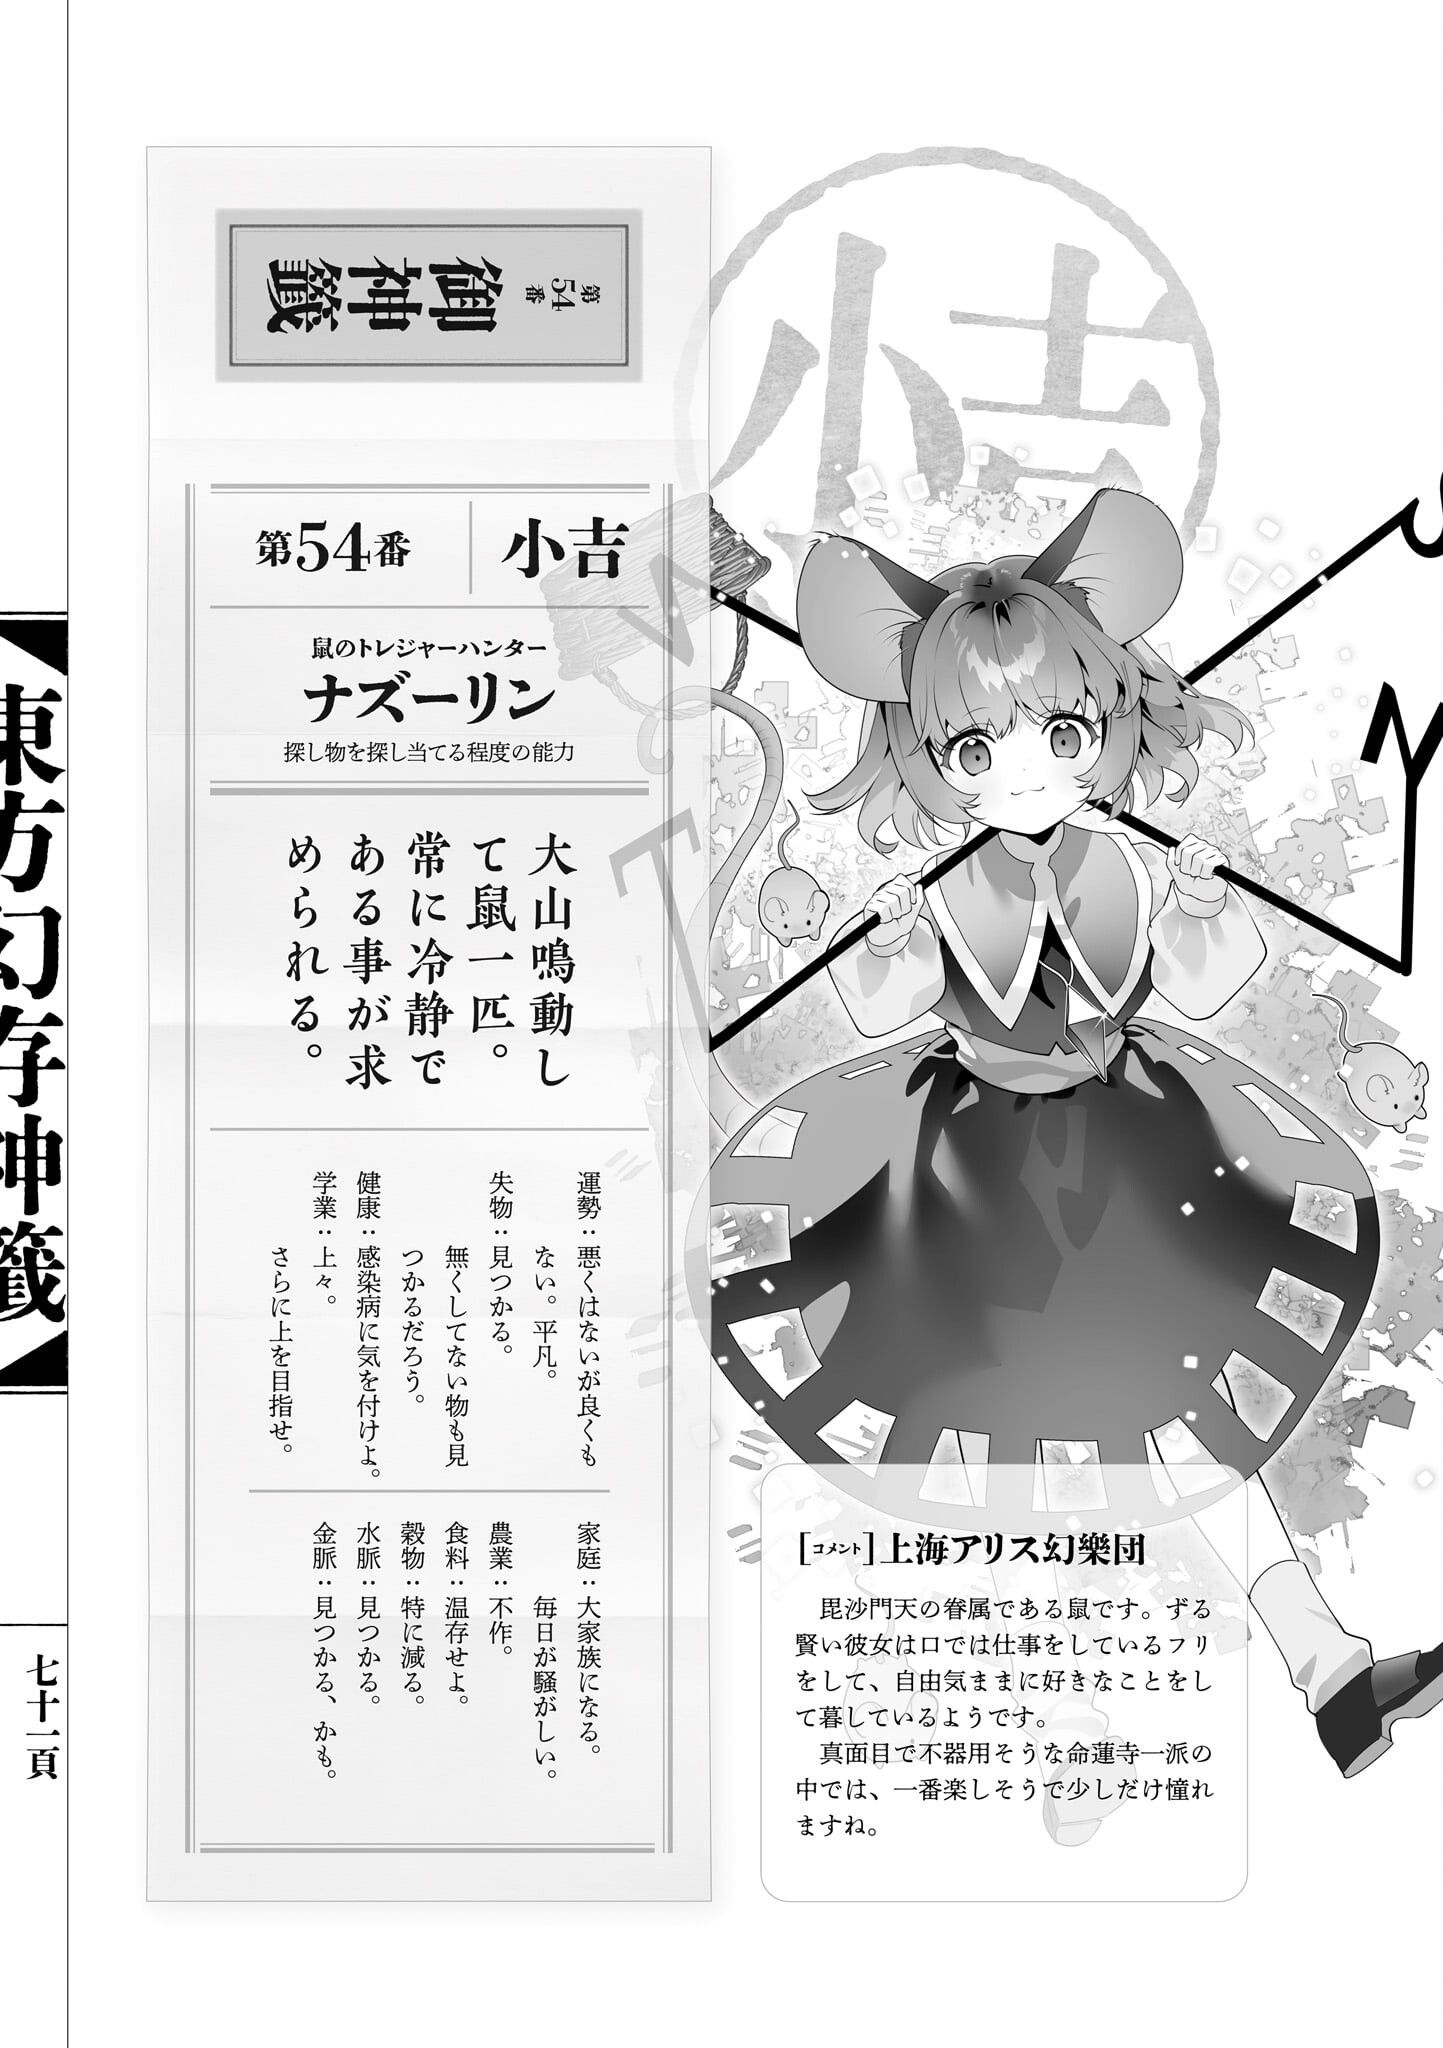 小吉
御神籤
第54番
第54番
小吉
鼠のトレジャーハンター
ナズーリン
探し物を探し当てる程度の能力
大山鳴動し
て鼠一匹。
常に冷静で
ある事が求
められる。
運勢：悪くはないが良くも
ない。平凡。
失物：見つかる。
無くしてない物も見
つかるだろう。
健康：感染病に気を付けよ。
学業：上々。
さらに上を目指せ。
家庭：大家族になる。
毎日が騒がしい。
農業：不作。
食料：温存せよ。
穀物：特に減る。
水脈：見つかる。
金脈：見つかる、かも。
［コメント］上海アリス幻樂団
毘沙門天の眷属である鼠です。ずる
賢い彼女は口では仕事をしているフリ
をして、自由気ままに好きなことをし
て暮しているようです。
真面目で不器用そうな命蓮寺一派の
中では、一番楽しそうで少しだけ憧れ
ますね。
東方幻存神籤
七十一頁